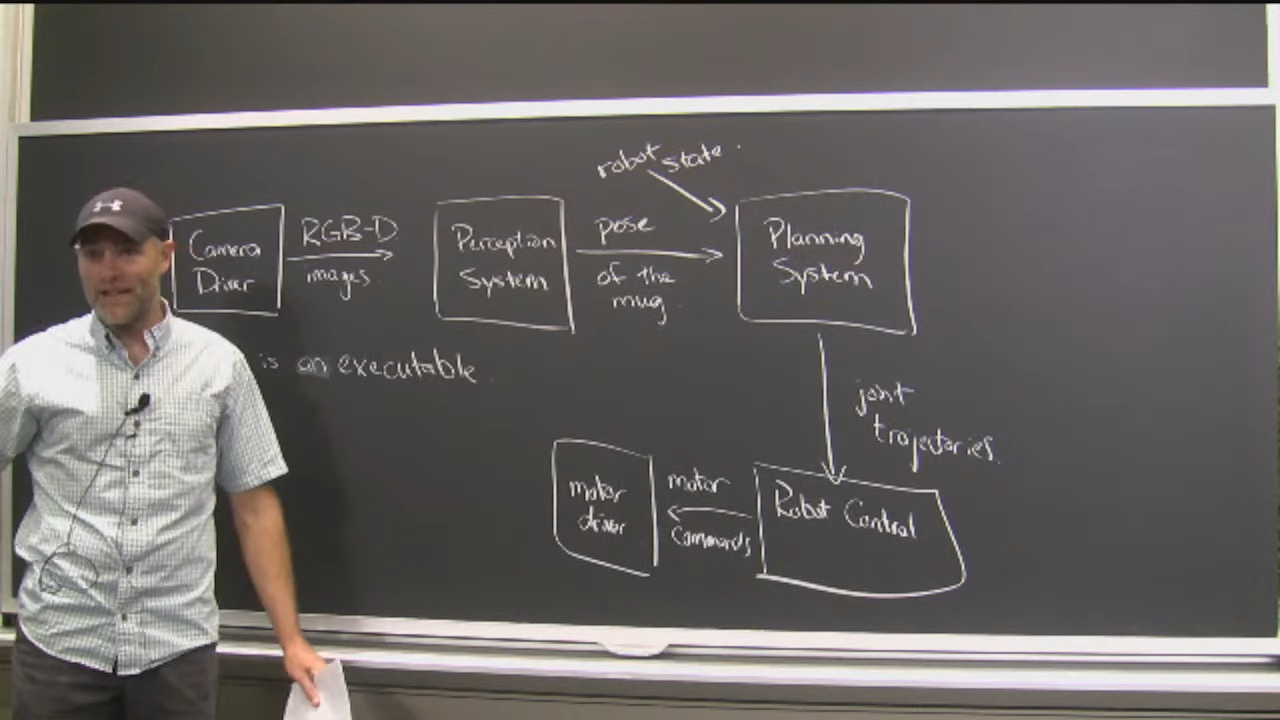 robot state.
Camera
Driver
RGB-D
images.
Perception
System
pose
of the
mug.
Planning
System
is an executable.
joint
trajectories.
motor
driver
motor
commands
Robot Control